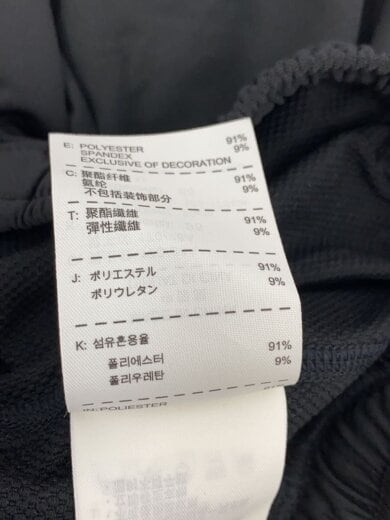 E: POLYESTER 91%
SPANDEX 9%
EXCLUSIVE OF DECORATION
C: 聚酯纤维 91%
氨纶 9%
不包括装饰部分
T: 聚酯纖維 91%
彈性纖維 9%
J: ポリエステル 91%
ポリウレタン 9%
K: 섬유혼용율
폴리에스터 91%
폴리우레탄 9%
IN:POLIESTER